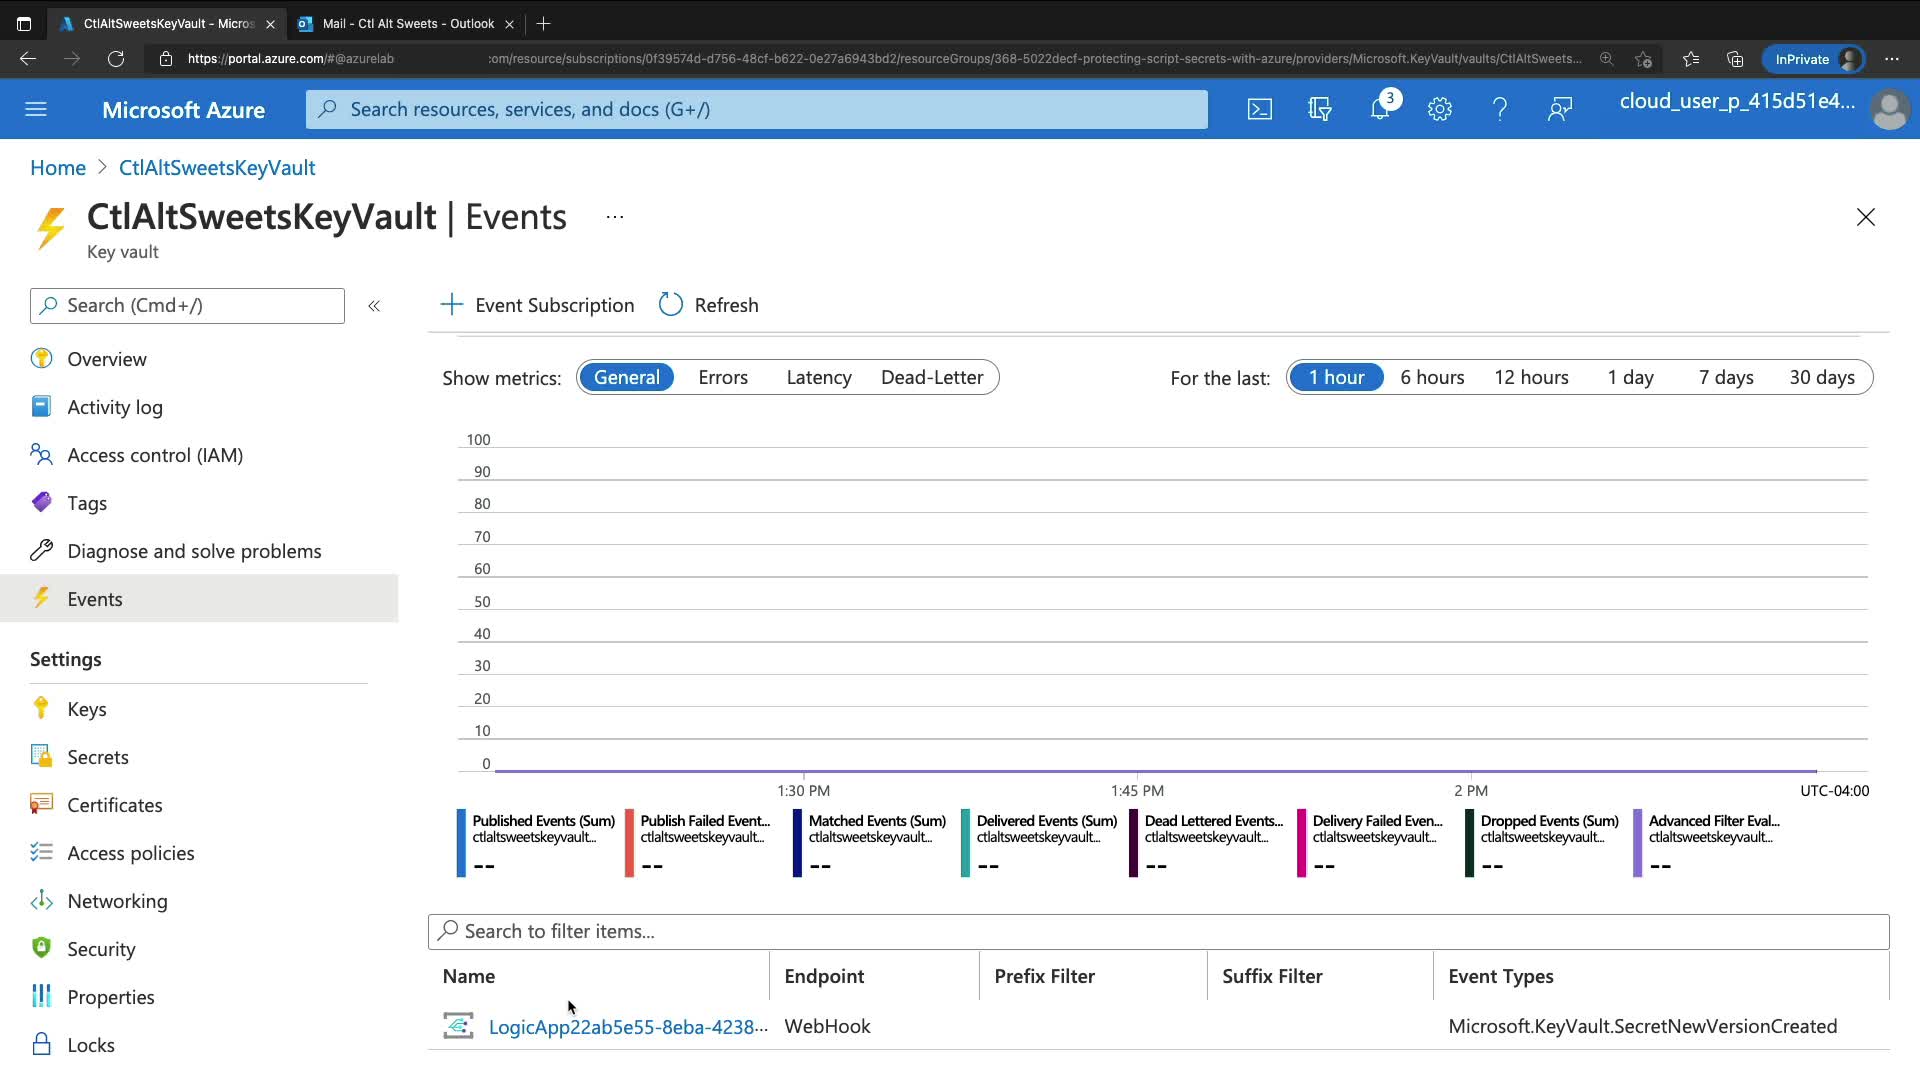 CtlAltSweetsKeyVault - Micros
Mail - Ctl Alt Sweets - Outlook
https://portal.azure.com/#@azurelab
:om/resource/subscriptions/0f39574d-d756-48cf-b622-0e27a6943bd2/resourceGroups/368-5022decf-protecting-script-secrets-with-azure/providers/Microsoft.KeyVault/vaults/CtlAltSweets...
InPrivate
Microsoft Azure
Search resources, services, and docs (G+/)
3
cloud_user_p_415d51e4...
Home > CtlAltSweetsKeyVault
CtlAltSweetsKeyVault | Events ...
Key vault
Search (Cmd+/)
«
Event Subscription
Refresh
Overview
Activity log
Access control (IAM)
Tags
Diagnose and solve problems
Events
Settings
Keys
Secrets
Certificates
Access policies
Networking
Security
Properties
Locks
Show metrics: General Errors Latency Dead-Letter
For the last: 1 hour 6 hours 12 hours 1 day 7 days 30 days
100
90
80
70
60
50
40
30
20
10
0
1:30 PM 1:45 PM 2 PM UTC-04:00
Published Events (Sum)
ctlaltsweetskeyvault...
--
Publish Failed Event...
ctlaltsweetskeyvault...
--
Matched Events (Sum)
ctlaltsweetskeyvault...
--
Delivered Events (Sum)
ctlaltsweetskeyvault...
--
Dead Lettered Events...
ctlaltsweetskeyvault...
--
Delivery Failed Even...
ctlaltsweetskeyvault...
--
Dropped Events (Sum)
ctlaltsweetskeyvault...
--
Advanced Filter Eval...
ctlaltsweetskeyvault...
--
Search to filter items...
Name Endpoint Prefix Filter Suffix Filter Event Types
LogicApp22ab5e55-8eba-4238... WebHook Microsoft.KeyVault.SecretNewVersionCreated